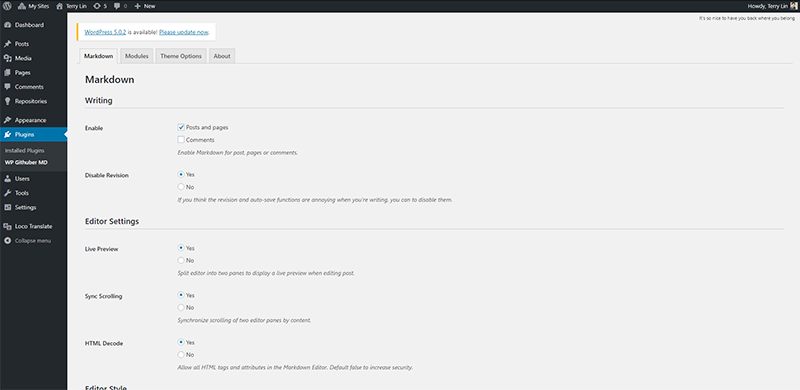 My Sites Terry Lin 5 0 New Howdy, Terry Lin
It's so nice to have you back where you belong
Dashboard
Posts
Media
Pages
Comments
Repositories
Appearance
Plugins
Installed Plugins
WP Githuber MD
Users
Tools
Settings
Loco Translate
Collapse menu
WordPress 5.0.2 is available! Please update now.
Markdown Modules Theme Options About
Markdown
Writing
Enable
Posts and pages
Comments
Enable Markdown for post, pages or comments.
Disable Revision
Yes
No
If you think the revision and auto-save functions are annoying when you're writing, you can to disable them.
Editor Settings
Live Preview
Yes
No
Split editor into two panes to display a live preview when editing post.
Sync Scrolling
Yes
No
Synchronize scrolling of two editor panes by content.
HTML Decode
Yes
No
Allow all HTML tags and attributes in the Markdown Editor. Default false to increase security.
Editor Style